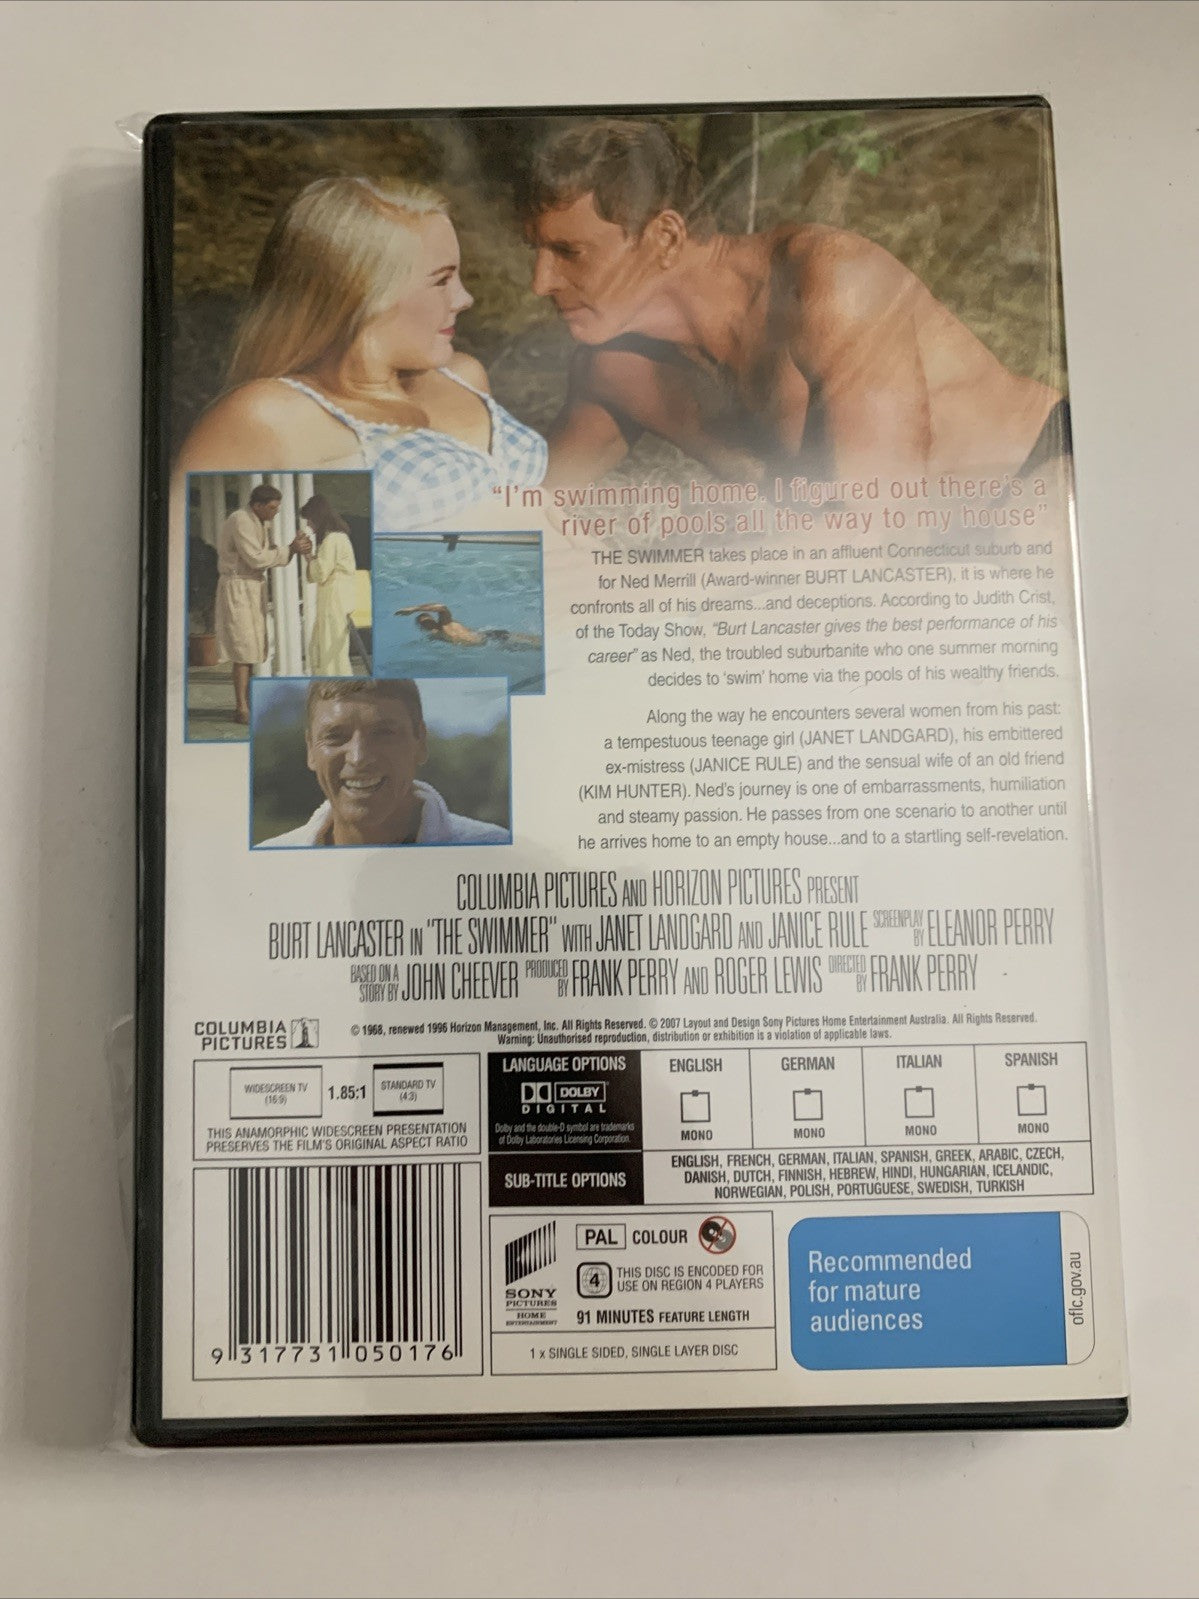 “I’m swimming home. I figured out there’s a
river of pools all the way to my house”
THE SWIMMER takes place in an affluent Connecticut suburb and
for Ned Merrill (Award-winner BURT LANCASTER), it is where he
confronts all of his dreams...and deceptions. According to Judith Crist,
of the Today Show, “Burt Lancaster gives the best performance of his
career” as Ned, the troubled suburbanite who one summer morning
decides to ‘swim’ home via the pools of his wealthy friends.
Along the way he encounters several women from his past:
a tempestuous teenage girl (JANET LANDGARD), his embittered
ex-mistress (JANICE RULE) and the sensual wife of an old friend
(KIM HUNTER). Ned’s journey is one of embarrassments, humiliation
and steamy passion. He passes from one scenario to another until
he arrives home to an empty house...and to a startling self-revelation.
COLUMBIA PICTURES AND HORIZON PICTURES PRESENT
BURT LANCASTER IN "THE SWIMMER" WITH JANET LANDGARD AND JANICE RULE SCREENPLAY BY ELEANOR PERRY
BASED ON A STORY BY JOHN CHEEVER PRODUCED BY FRANK PERRY AND ROGER LEWIS DIRECTED BY FRANK PERRY
COLUMBIA
PICTURES
© 1968, renewed 1996 Horizon Management, Inc. All Rights Reserved. © 2007 Layout and Design Sony Pictures Home Entertainment Australia. All Rights Reserved.
Warning: Unauthorised reproduction, distribution or exhibition is a violation of applicable laws.
WIDESCREEN TV
(16:9)
1.85:1
STANDARD TV
(4:3)
THIS ANAMORPHIC WIDESCREEN PRESENTATION
PRESERVES THE FILM'S ORIGINAL ASPECT RATIO
LANGUAGE OPTIONS
DOLBY
DIGITAL
Dolby and the double-D symbol are trademarks
of Dolby Laboratories Licensing Corporation.
ENGLISH
MONO
GERMAN
MONO
ITALIAN
MONO
SPANISH
MONO
SUB-TITLE OPTIONS
ENGLISH, FRENCH, GERMAN, ITALIAN, SPANISH, GREEK, ARABIC, CZECH,
DANISH, DUTCH, FINNISH, HEBREW, HINDI, HUNGARIAN, ICELANDIC,
NORWEGIAN, POLISH, PORTUGUESE, SWEDISH, TURKISH
9 317731 050176
SONY
PICTURES
HOME
ENTERTAINMENT
PAL COLOUR
4
THIS DISC IS ENCODED FOR
USE ON REGION 4 PLAYERS
91 MINUTES FEATURE LENGTH
1 x SINGLE SIDED, SINGLE LAYER DISC
Recommended
for mature
audiences
oflc.gov.au